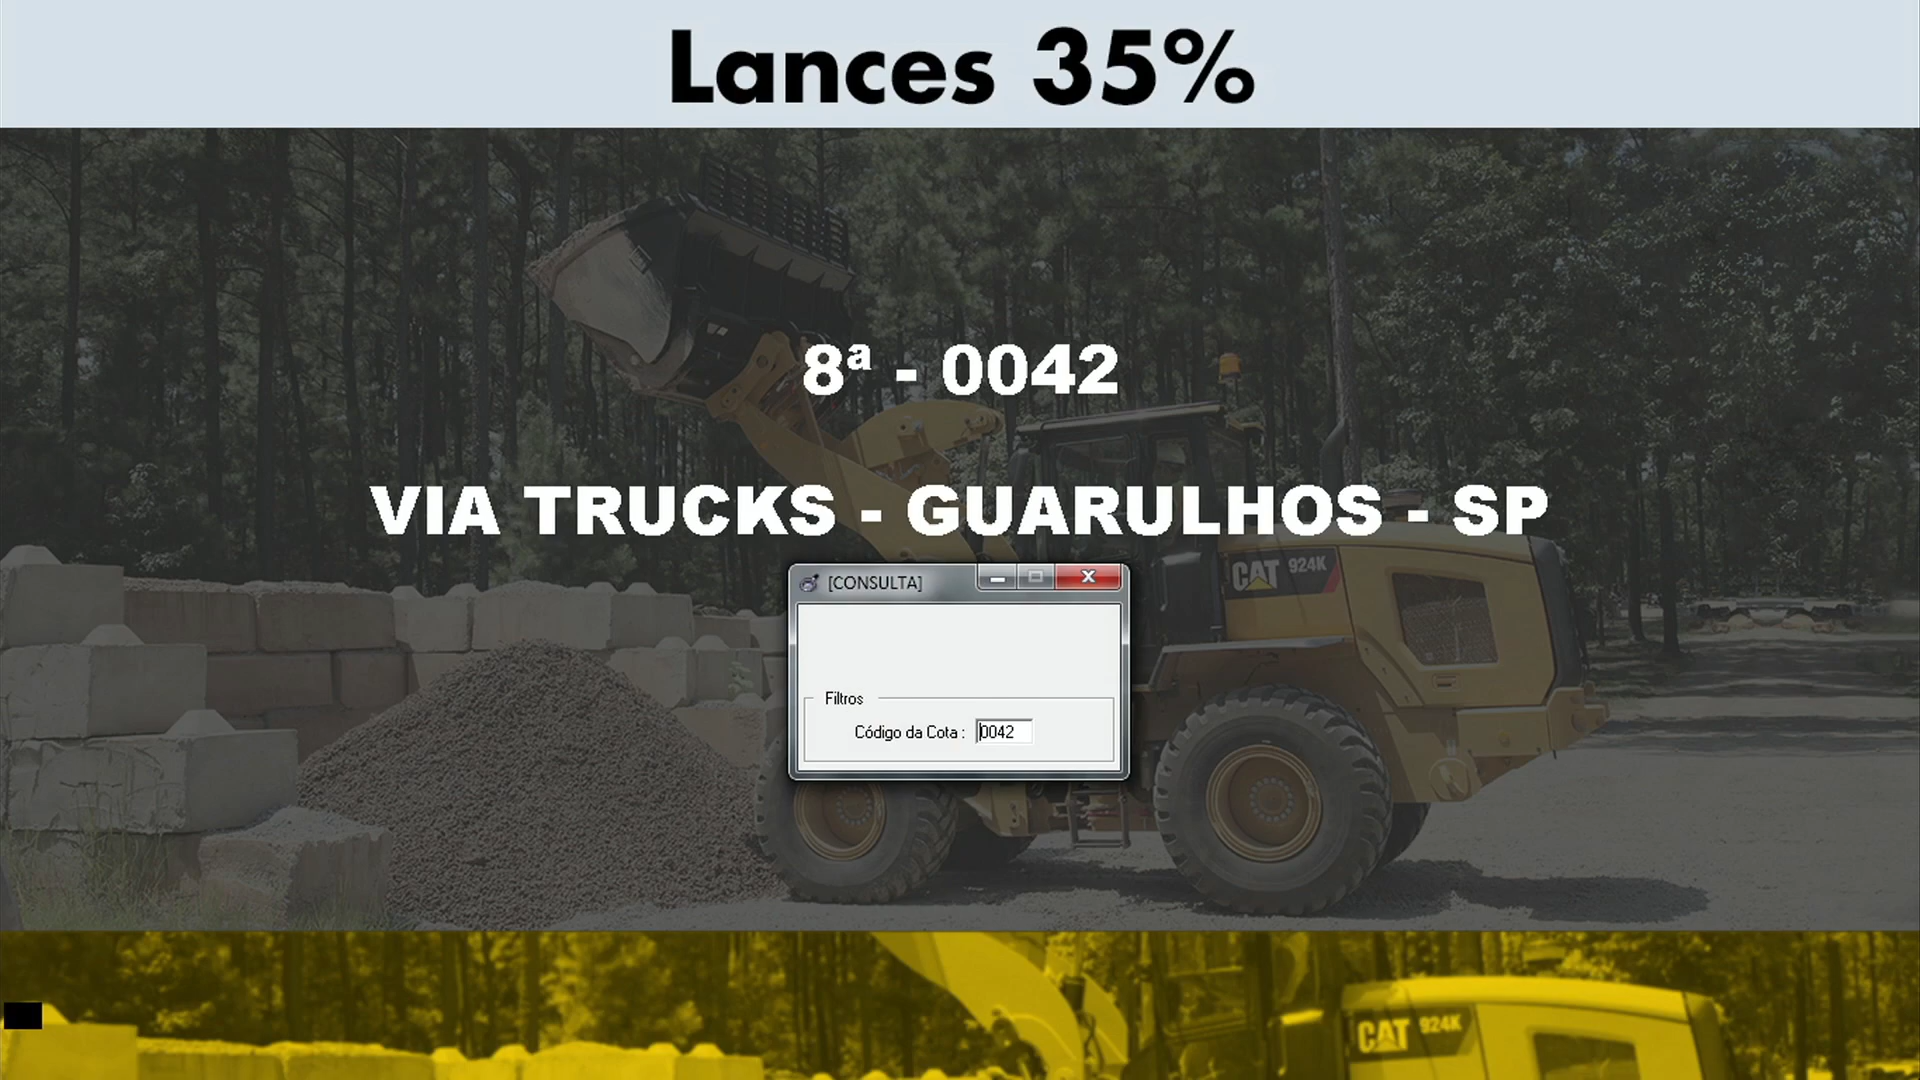 Lances 35%
8ª - 0042
VIA TRUCKS - GUARULHOS - SP
[CONSULTA]
CAT 924K
Filtros
Código da Cota : 0042
CAT 924K